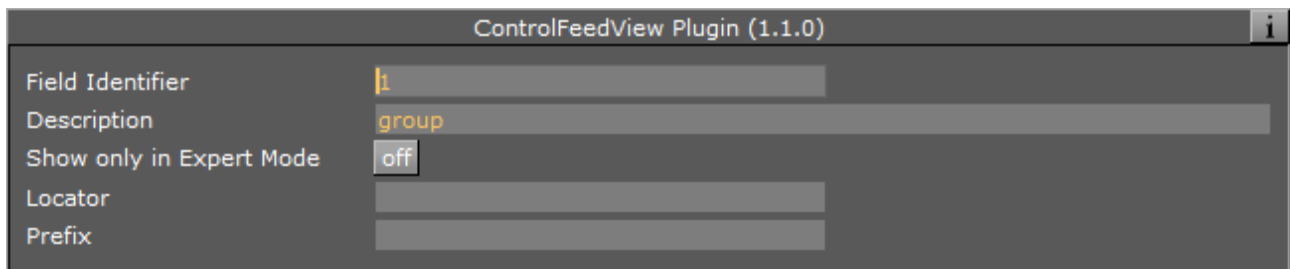 ControlFeedView Plugin (1.1.0) i
Field Identifier 1
Description group
Show only in Expert Mode off
Locator
Prefix